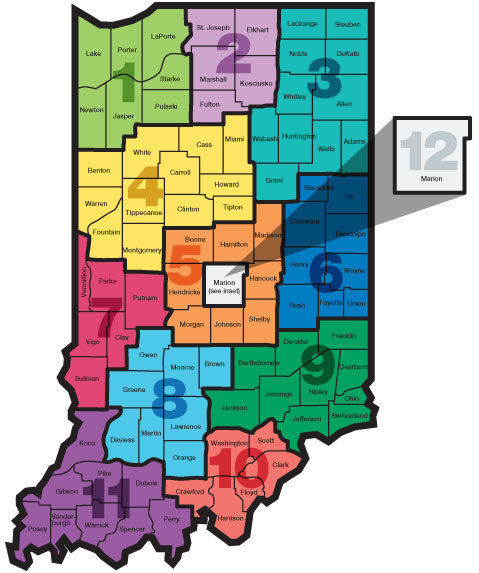 LaPorte
Lake
Porter
Starke
Newton
Jasper
Pulaski
1
St. Joseph
Elkhart
2
Marshall
Kosciusko
Fulton
LaGrange
Steuben
Noble
DeKalb
3
Whitley
Allen
Wabash
Huntington
Wells
Adams
Grant
White
Cass
Miami
Benton
Carroll
4
Howard
Warren
Tippecanoe
Clinton
Tipton
Fountain
Montgomery
12
Marion
Boone
Hamilton
Madison
5
Hendricks
Marion
(see inset)
Hancock
Morgan
Johnson
Shelby
Blackford
Jay
Delaware
Randolph
Henry
6
Wayne
Rush
Fayette
Union
Vermillion
Parke
Putnam
7
Vigo
Clay
Sullivan
Owen
Monroe
Brown
Greene
8
Daviess
Martin
Lawrence
Orange
Decatur
Franklin
Bartholomew
9
Dearborn
Jennings
Ripley
Ohio
Jackson
Jefferson
Switzerland
Washington
Scott
10
Clark
Crawford
Floyd
Harrison
Knox
Pike
Dubois
Gibson
11
Posey
Vander-
burgh
Warrick
Spencer
Perry